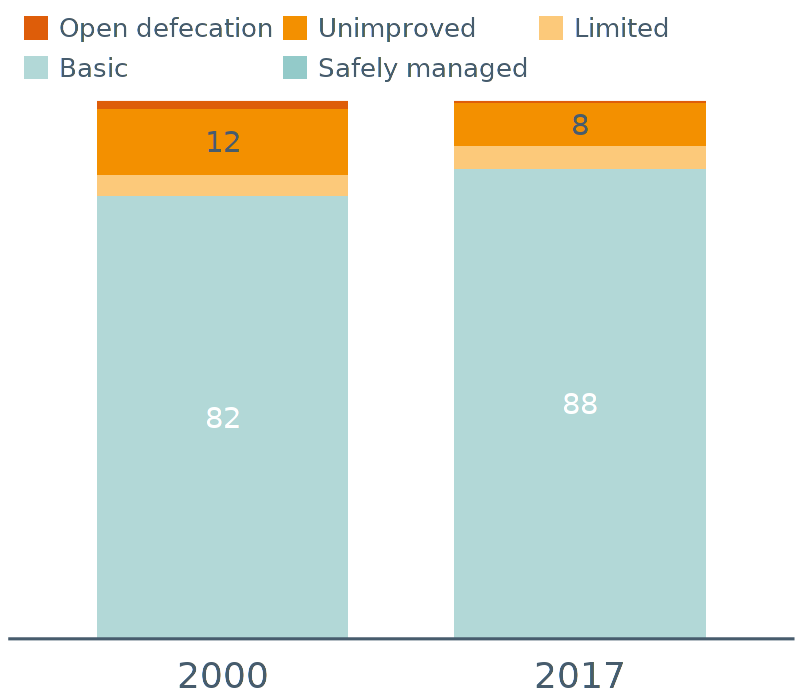 Open defecation Unimproved Limited
Basic Safely managed
12 8
82 88
2000 2017